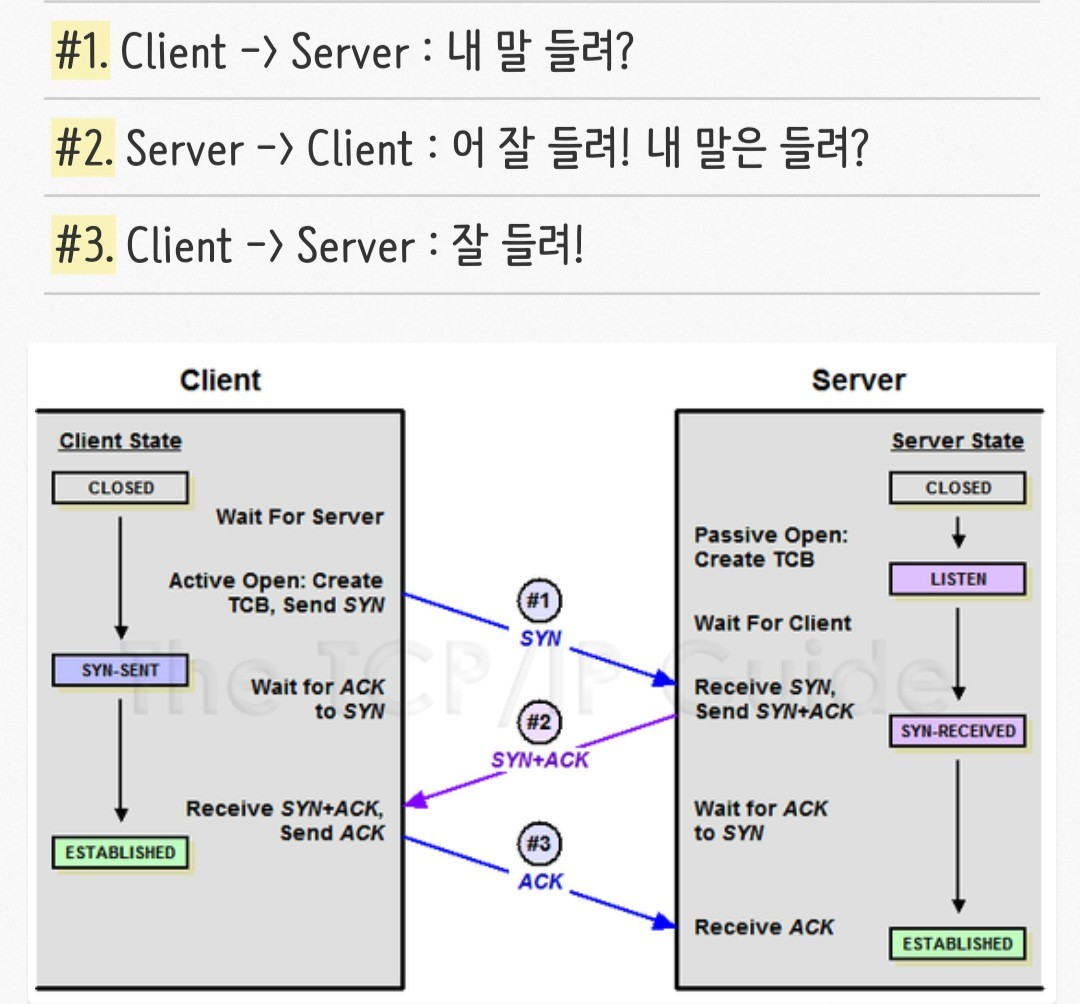 #1. Client -> Server : 내 말 들려?
#2. Server -> Client : 어 잘 들려! 내 말은 들려?
#3. Client -> Server : 잘 들려!
Client
Server
Client State
Server State
CLOSED
CLOSED
Wait For Server
Passive Open:
Create TCB
Active Open: Create
TCB, Send SYN
LISTEN
#1
SYN
Wait For Client
The TCP/IP Guide
SYN-SENT
Wait for ACK
to SYN
Receive SYN,
Send SYN+ACK
#2
SYN+ACK
SYN-RECEIVED
Receive SYN+ACK,
Send ACK
Wait for ACK
to SYN
ESTABLISHED
#3
ACK
Receive ACK
ESTABLISHED